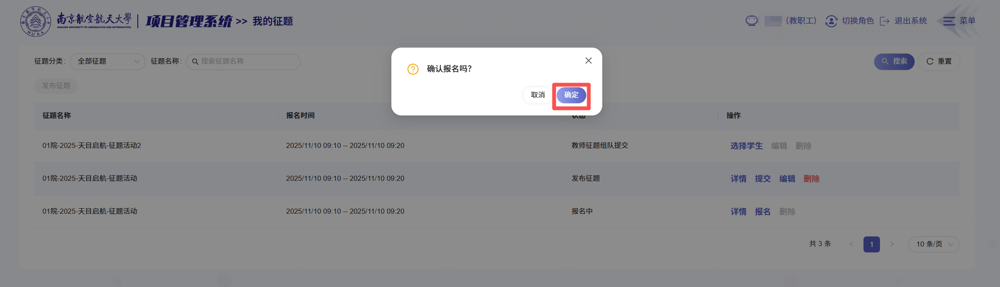 南京航空航天大學
NANJING UNIVERSITY OF AERONAUTICS AND ASTRONAUTICS
1952
NUAA
项目管理系统 >> 我的征题
(教职工) 切换角色 退出系统 菜单
征题分类: 全部征题 征题名称: 搜索征题名称 搜索 重置
发布征题
确认报名吗?
取消 确定
征题名称 报名时间 状态 操作
01院-2025-天目启航-征题活动2 2025/11/10 09:10 -- 2025/11/10 09:20 教师征题组队提交 选择学生 编辑 删除
01院-2025-天目启航-征题活动 2025/11/10 09:10 -- 2025/11/10 09:20 发布征题 详情 提交 编辑 删除
01院-2025-天目启航-征题活动 2025/11/10 09:10 -- 2025/11/10 09:20 报名中 详情 报名 删除
共 3 条 < 1 > 10 条/页